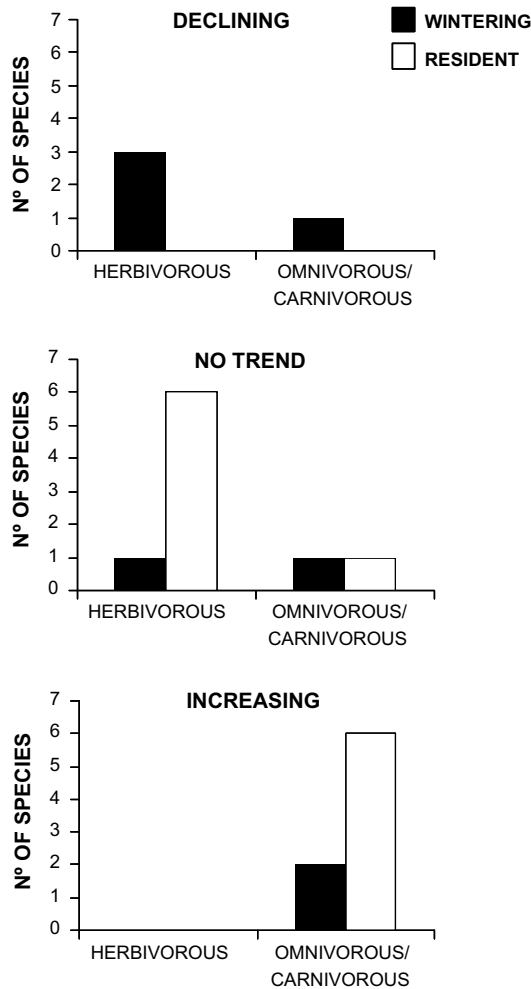 DECLINING
WINTERING
RESIDENT
Nº OF SPECIES
7
6
5
4
3
2
1
0
HERBIVOROUS
OMNIVOROUS/
CARNIVOROUS
NO TREND
Nº OF SPECIES
7
6
5
4
3
2
1
0
HERBIVOROUS
OMNIVOROUS/
CARNIVOROUS
INCREASING
Nº OF SPECIES
7
6
5
4
3
2
1
0
HERBIVOROUS
OMNIVOROUS/
CARNIVOROUS